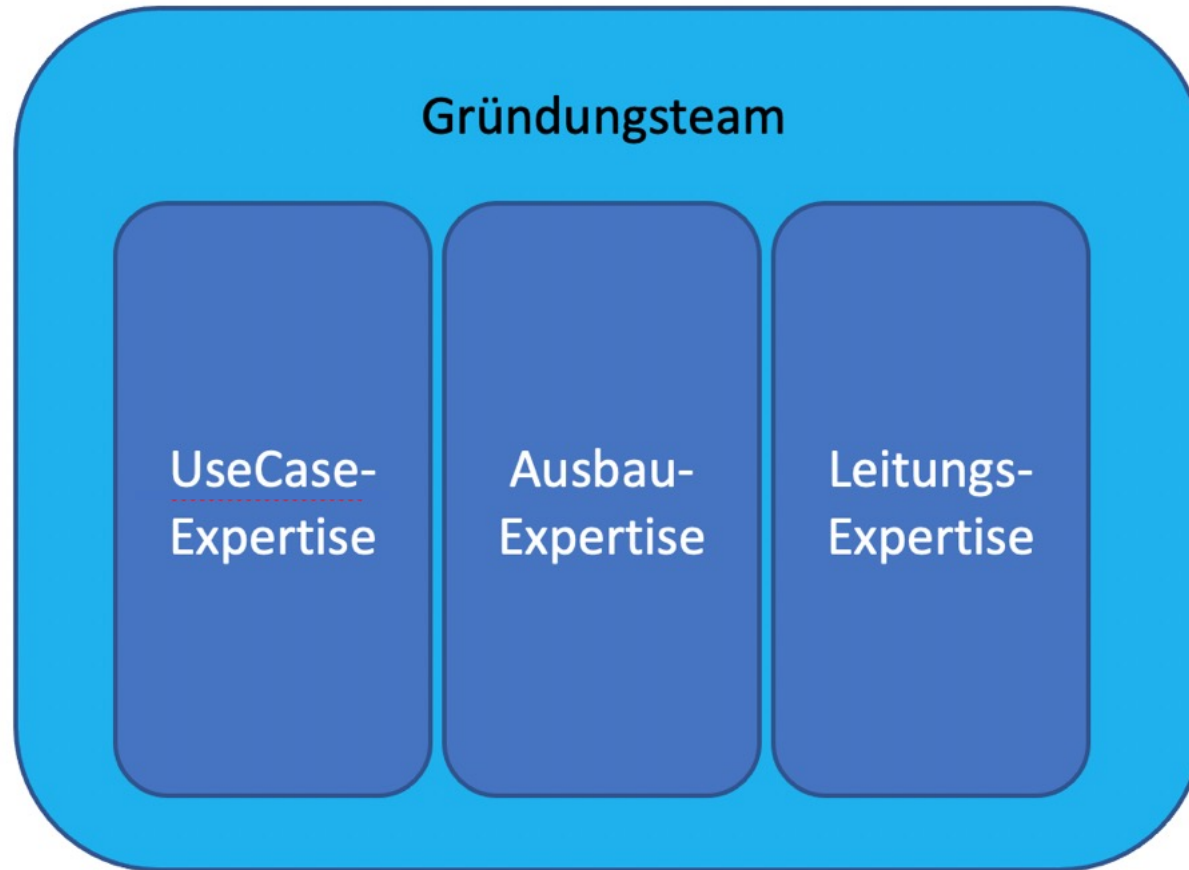 Gründungsteam
UseCase-
Expertise
Ausbau-
Expertise
Leitungs-
Expertise